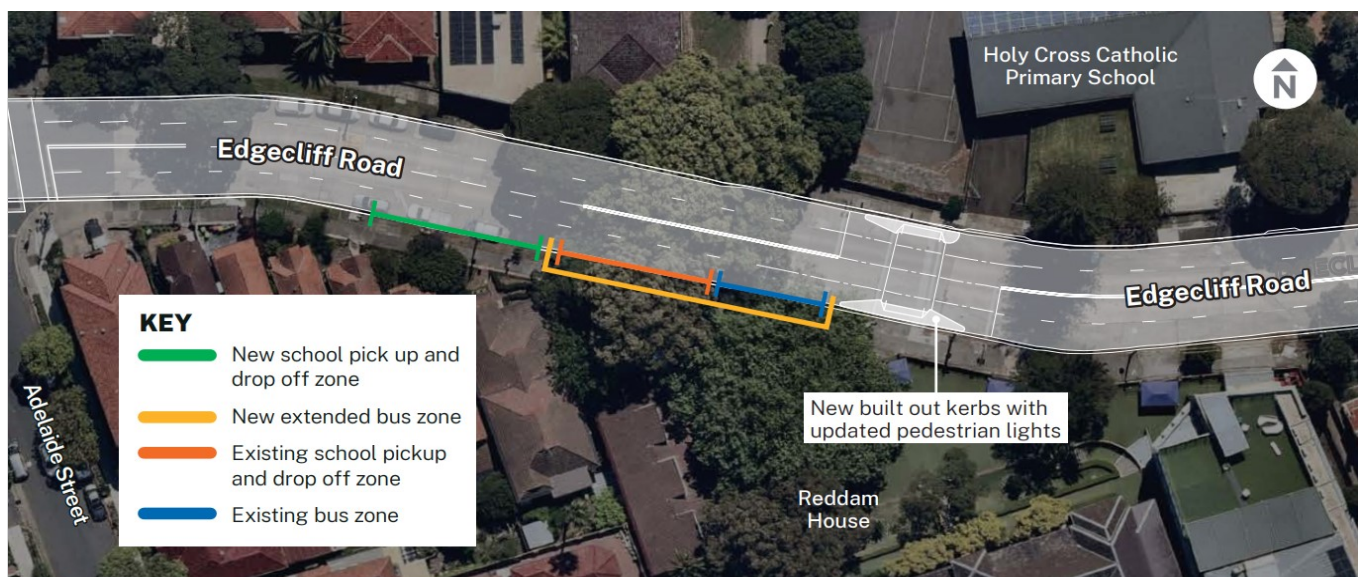 Holy Cross Catholic
Primary School
N
Edgecliff Road
Edgecliff Road
KEY
New school pick up and
drop off zone
New extended bus zone
Existing school pickup
and drop off zone
Existing bus zone
Adelaide Street
New built out kerbs with
updated pedestrian lights
Reddam
House